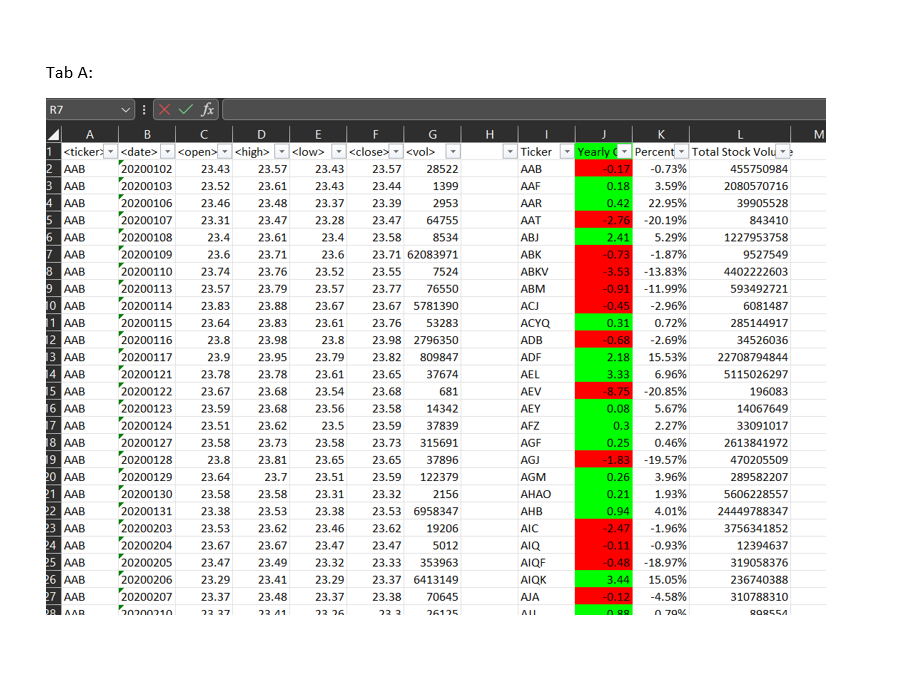 Tab A:
R7 fx
A B C D E F G H I J K L M
1 <ticker> <date> <open> <high> <low> <close> <vol> Ticker Yearly Percent Total Stock Volu e
2 AAB 20200102 23.43 23.57 23.43 23.57 28522 AAB -0.17 -0.73% 455750984
3 AAB 20200103 23.52 23.61 23.43 23.44 1399 AAF 0.18 3.59% 2080570716
4 AAB 20200106 23.46 23.48 23.37 23.39 2953 AAR 0.42 22.95% 39905528
5 AAB 20200107 23.31 23.47 23.28 23.47 64755 AAT -2.76 -20.19% 843410
6 AAB 20200108 23.4 23.61 23.4 23.58 8534 ABJ 2.41 5.29% 1227953758
7 AAB 20200109 23.6 23.71 23.6 23.71 62083971 ABK -0.73 -1.87% 9527549
8 AAB 20200110 23.74 23.76 23.52 23.55 7524 ABKV -3.53 -13.83% 4402222603
9 AAB 20200113 23.57 23.79 23.57 23.77 76550 ABM -0.91 -11.99% 593492721
10 AAB 20200114 23.83 23.88 23.67 23.67 5781390 ACJ -0.45 -2.96% 6081487
11 AAB 20200115 23.64 23.83 23.61 23.76 53283 ACYQ 0.31 0.72% 285144917
12 AAB 20200116 23.8 23.98 23.8 23.98 2796350 ADB -0.68 -2.69% 34526036
13 AAB 20200117 23.9 23.95 23.79 23.82 809847 ADF 2.18 15.53% 22708794844
14 AAB 20200121 23.78 23.78 23.61 23.65 37674 AEL 3.33 6.96% 5115026297
15 AAB 20200122 23.67 23.68 23.54 23.68 681 AEV -8.75 -20.85% 196083
16 AAB 20200123 23.59 23.68 23.56 23.58 14342 AEY 0.08 5.67% 14067649
17 AAB 20200124 23.51 23.62 23.5 23.59 37839 AFZ 0.3 2.27% 33091017
18 AAB 20200127 23.58 23.73 23.58 23.73 315691 AGF 0.25 0.46% 2613841972
19 AAB 20200128 23.8 23.81 23.65 23.65 37896 AGJ -1.83 -19.57% 470205509
20 AAB 20200129 23.64 23.7 23.51 23.59 122379 AGM 0.26 3.96% 289582207
21 AAB 20200130 23.58 23.58 23.31 23.32 2156 AHAO 0.21 1.93% 5606228557
22 AAB 20200131 23.38 23.53 23.38 23.53 6958347 AHB 0.94 4.01% 24449788347
23 AAB 20200203 23.53 23.62 23.46 23.62 19206 AIC -2.47 -1.96% 3756341852
24 AAB 20200204 23.67 23.67 23.47 23.47 5012 AIQ -0.11 -0.93% 12394637
25 AAB 20200205 23.47 23.49 23.32 23.33 353963 AIQF -0.48 -18.97% 319058376
26 AAB 20200206 23.29 23.41 23.29 23.37 6413149 AIQK 3.44 15.05% 236740388
27 AAB 20200207 23.37 23.48 23.37 23.38 70645 AJA -0.12 -4.58% 310788310
28 AAB 20200210 23.37 23.41 23.26 23.3 26125 0.88 0.79% 898554